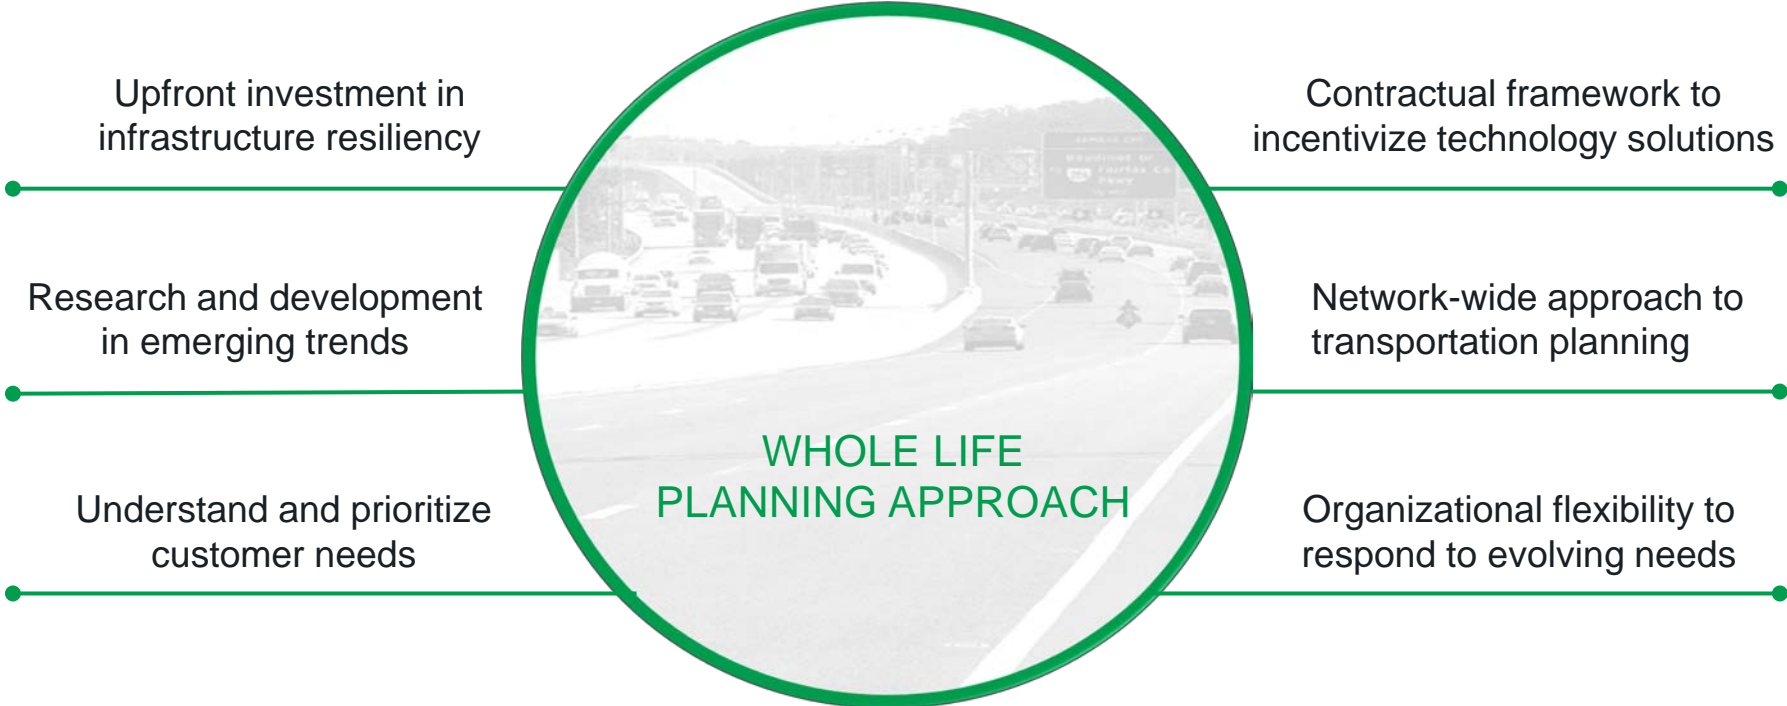 Upfront investment in
infrastructure resiliency
Research and development
in emerging trends
Understand and prioritize
customer needs
WHOLE LIFE
PLANNING APPROACH
Contractual framework to
incentivize technology solutions
Network-wide approach to
transportation planning
Organizational flexibility to
respond to evolving needs
Fairfax Co